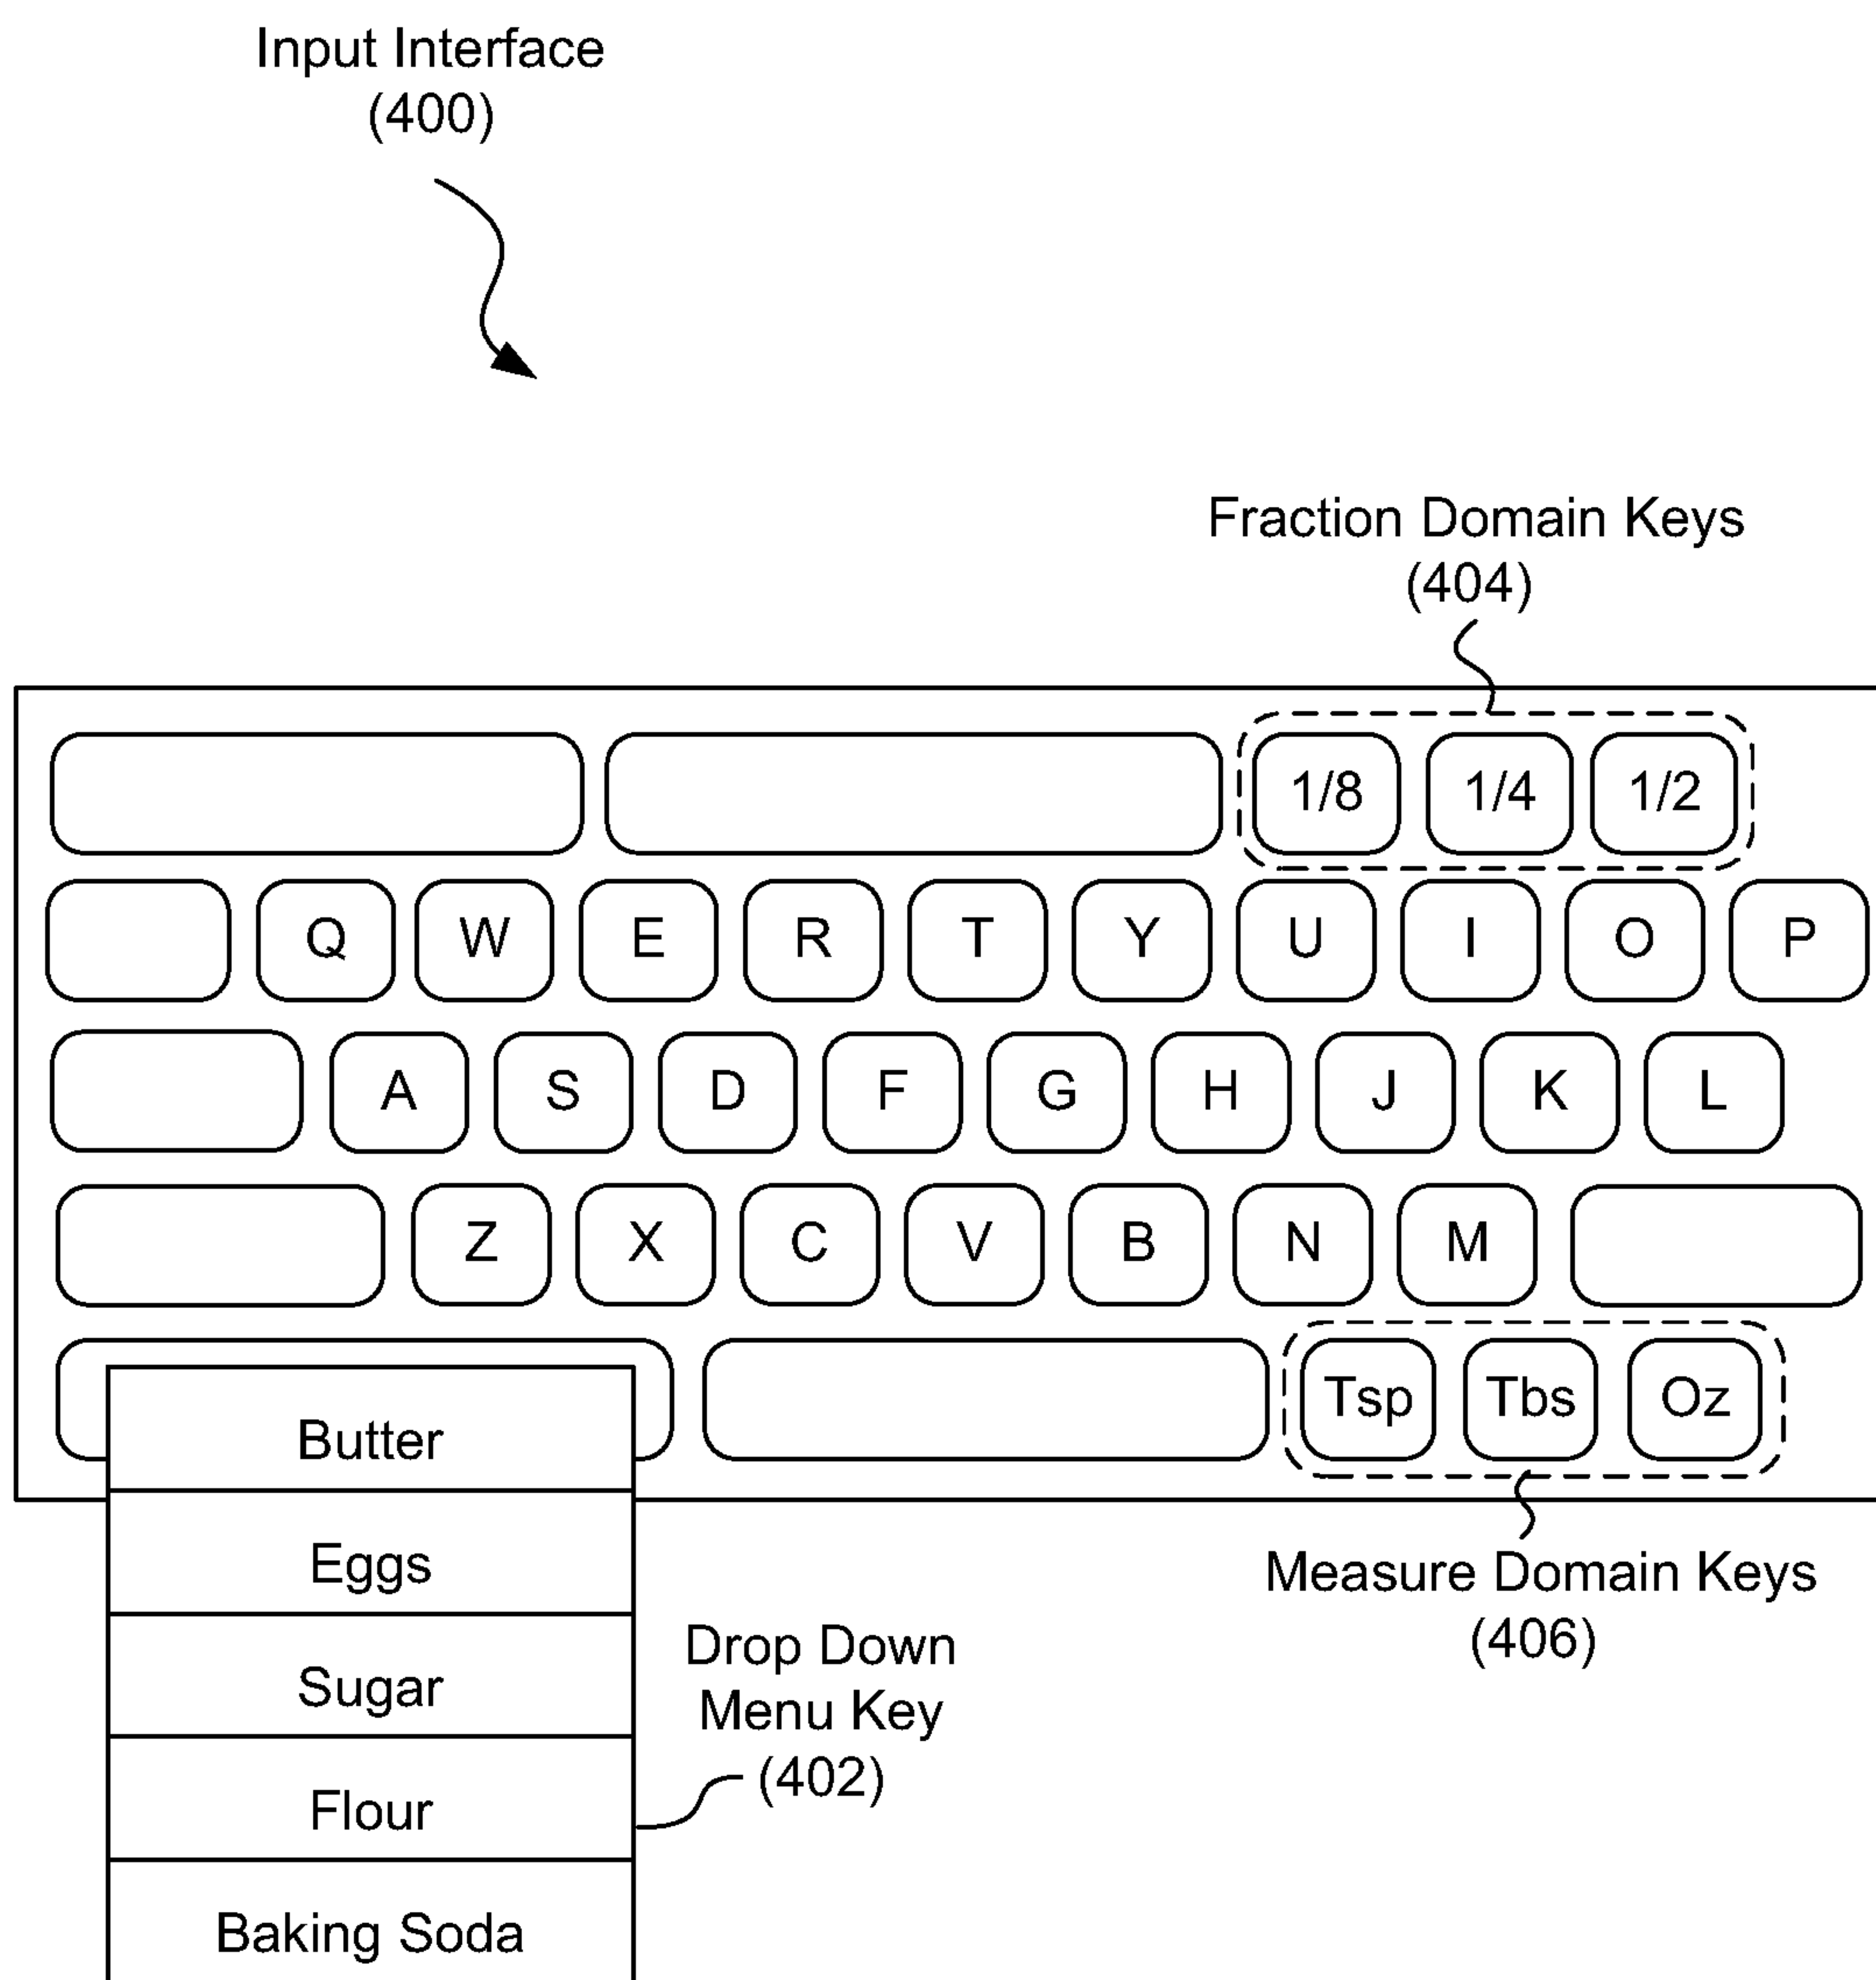 Input Interface
(400)
Fraction Domain Keys
(404)
1/8 1/4 1/2
Q W E R T Y U I O P
A S D F G H J K L
Z X C V B N M
Tsp Tbs Oz
Butter
Eggs
Sugar
Flour
Baking Soda
Drop Down
Menu Key
(402)
Measure Domain Keys
(406)